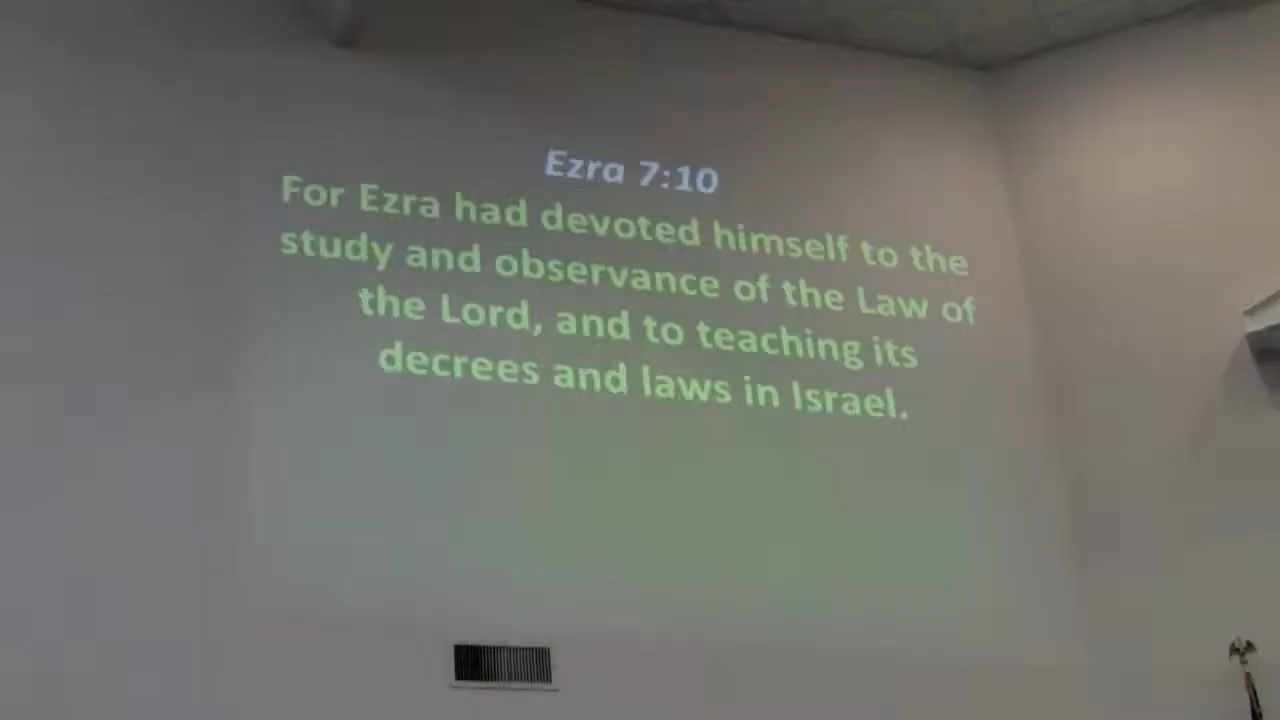 Ezra 7:10
For Ezra had devoted himself to the
study and observance of the Law of
the Lord, and to teaching its
decrees and laws in Israel.